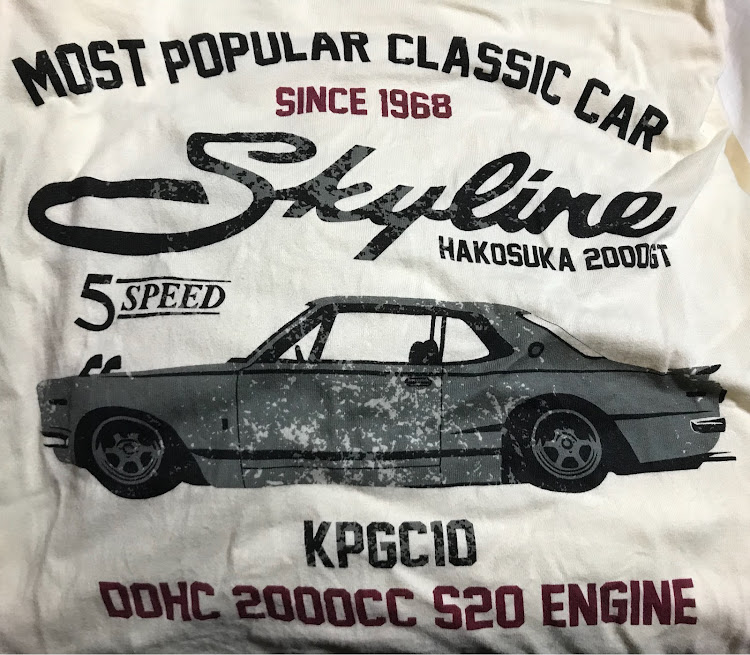 MOST POPULAR CLASSIC CAR
SINCE 1968
Skyline
HAKOSUKA 2000GT
5 SPEED
KPGC10
DOHC 2000CC S20 ENGINE